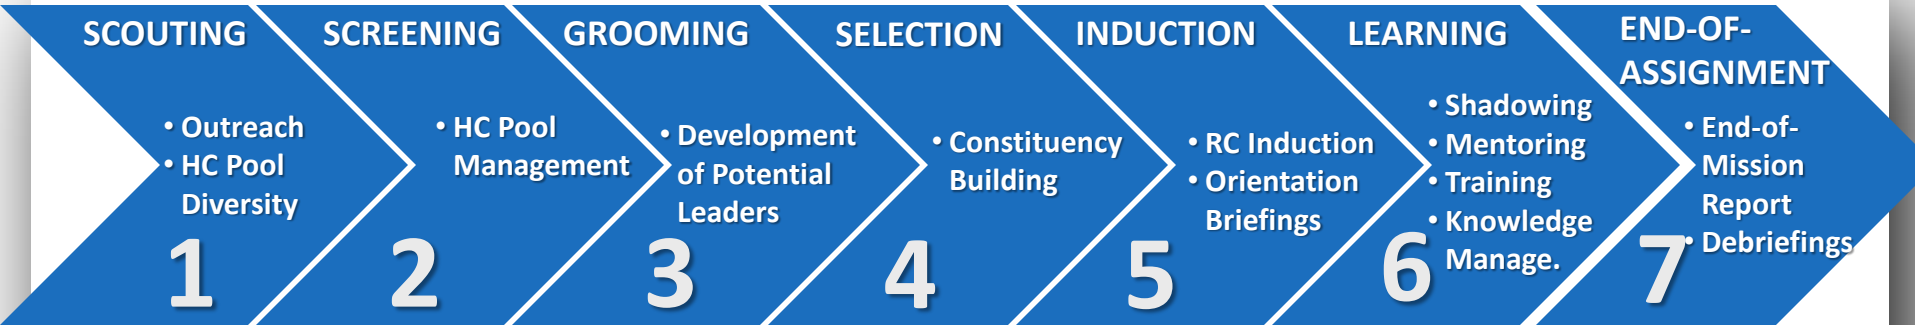 SCOUTING
• Outreach
• HC Pool
Diversity
1
SCREENING
• HC Pool
Management
2
GROOMING
• Development
of Potential
Leaders
3
SELECTION
• Constituency
Building
4
INDUCTION
• RC Induction
• Orientation
Briefings
5
LEARNING
• Shadowing
• Mentoring
• Training
• Knowledge
Manage.
6
END-OF-
ASSIGNMENT
• End-of-
Mission
Report
• Debriefings
7